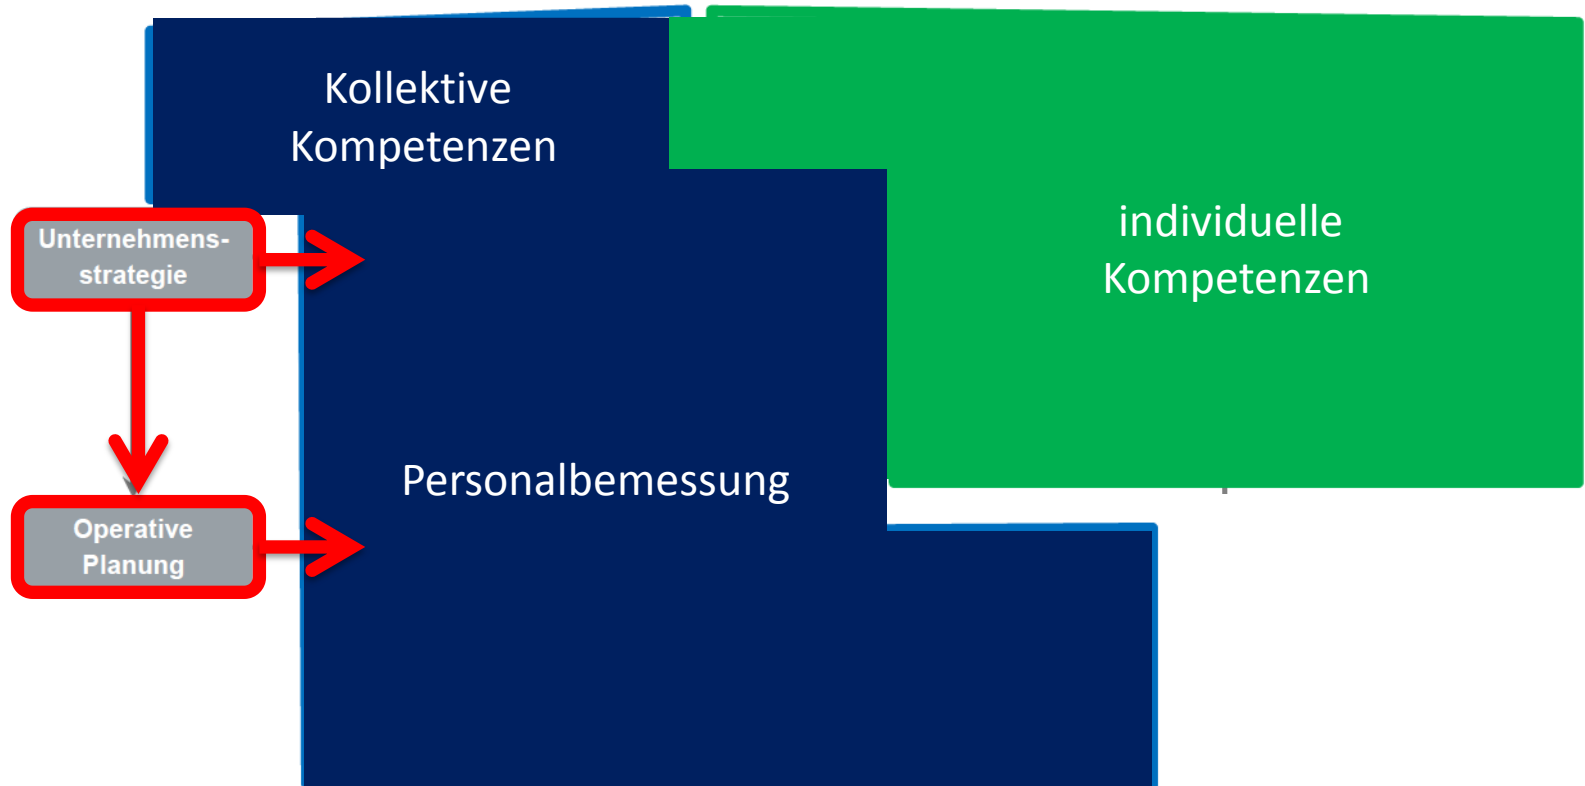 Kollektive
Kompetenzen
individuelle
Kompetenzen
Unternehmens-
strategie
Personalbemessung
Operative
Planung